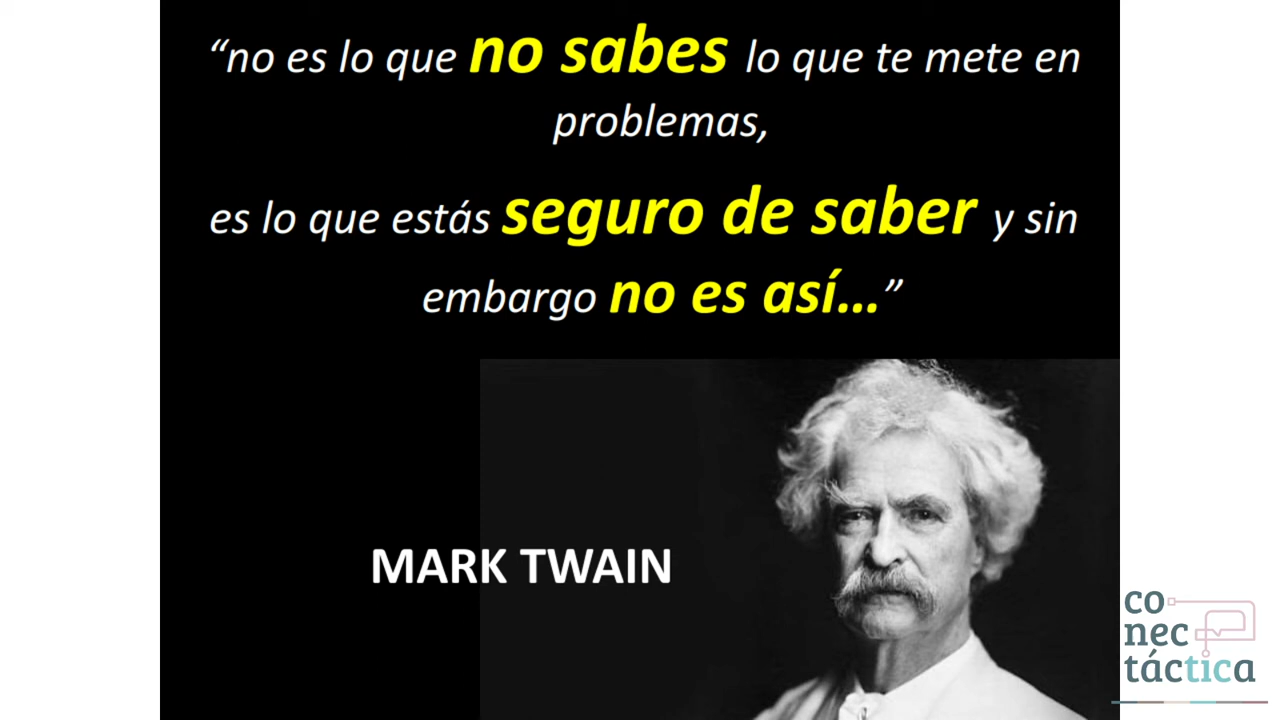 “no es lo que no sabes lo que te mete en
problemas,
es lo que estás seguro de saber y sin
embargo no es así…”
MARK TWAIN
co
nec
táctica